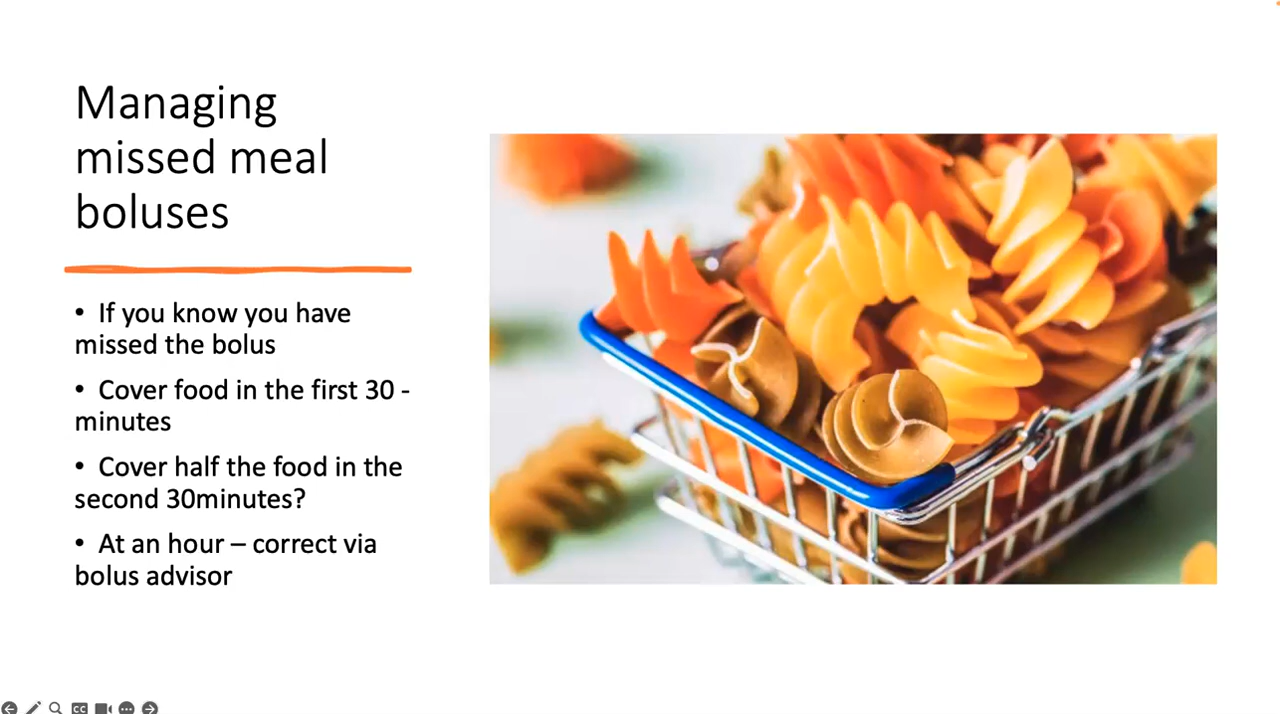 Managing
missed meal
boluses
• If you know you have
missed the bolus
• Cover food in the first 30 -
minutes
• Cover half the food in the
second 30minutes?
• At an hour – correct via
bolus advisor
CC